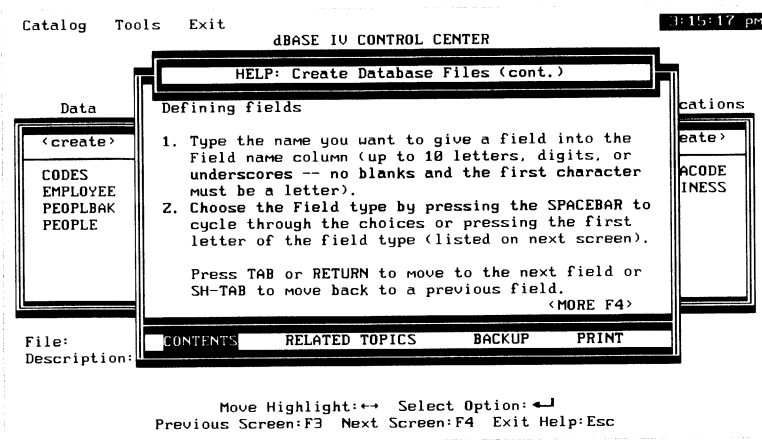 Catalog Tools Exit 3:15:17 pm
dBASE IV CONTROL CENTER
HELP: Create Database Files (cont.)
Data cations
Defining fields
<create> eate>
1. Type the name you want to give a field into the
Field name column (up to 10 letters, digits, or
CODES underscores -- no blanks and the first character ACODE
EMPLOYEE must be a letter). INESS
PEOPLBAK 2. Choose the Field type by pressing the SPACEBAR to
PEOPLE cycle through the choices or pressing the first
letter of the field type (listed on next screen).
Press TAB or RETURN to move to the next field or
SH-TAB to move back to a previous field.
<MORE F4>
File: CONTENTS RELATED TOPICS BACKUP PRINT
Description:
Move Highlight:←→ Select Option:↵
Previous Screen:F3 Next Screen:F4 Exit Help:Esc